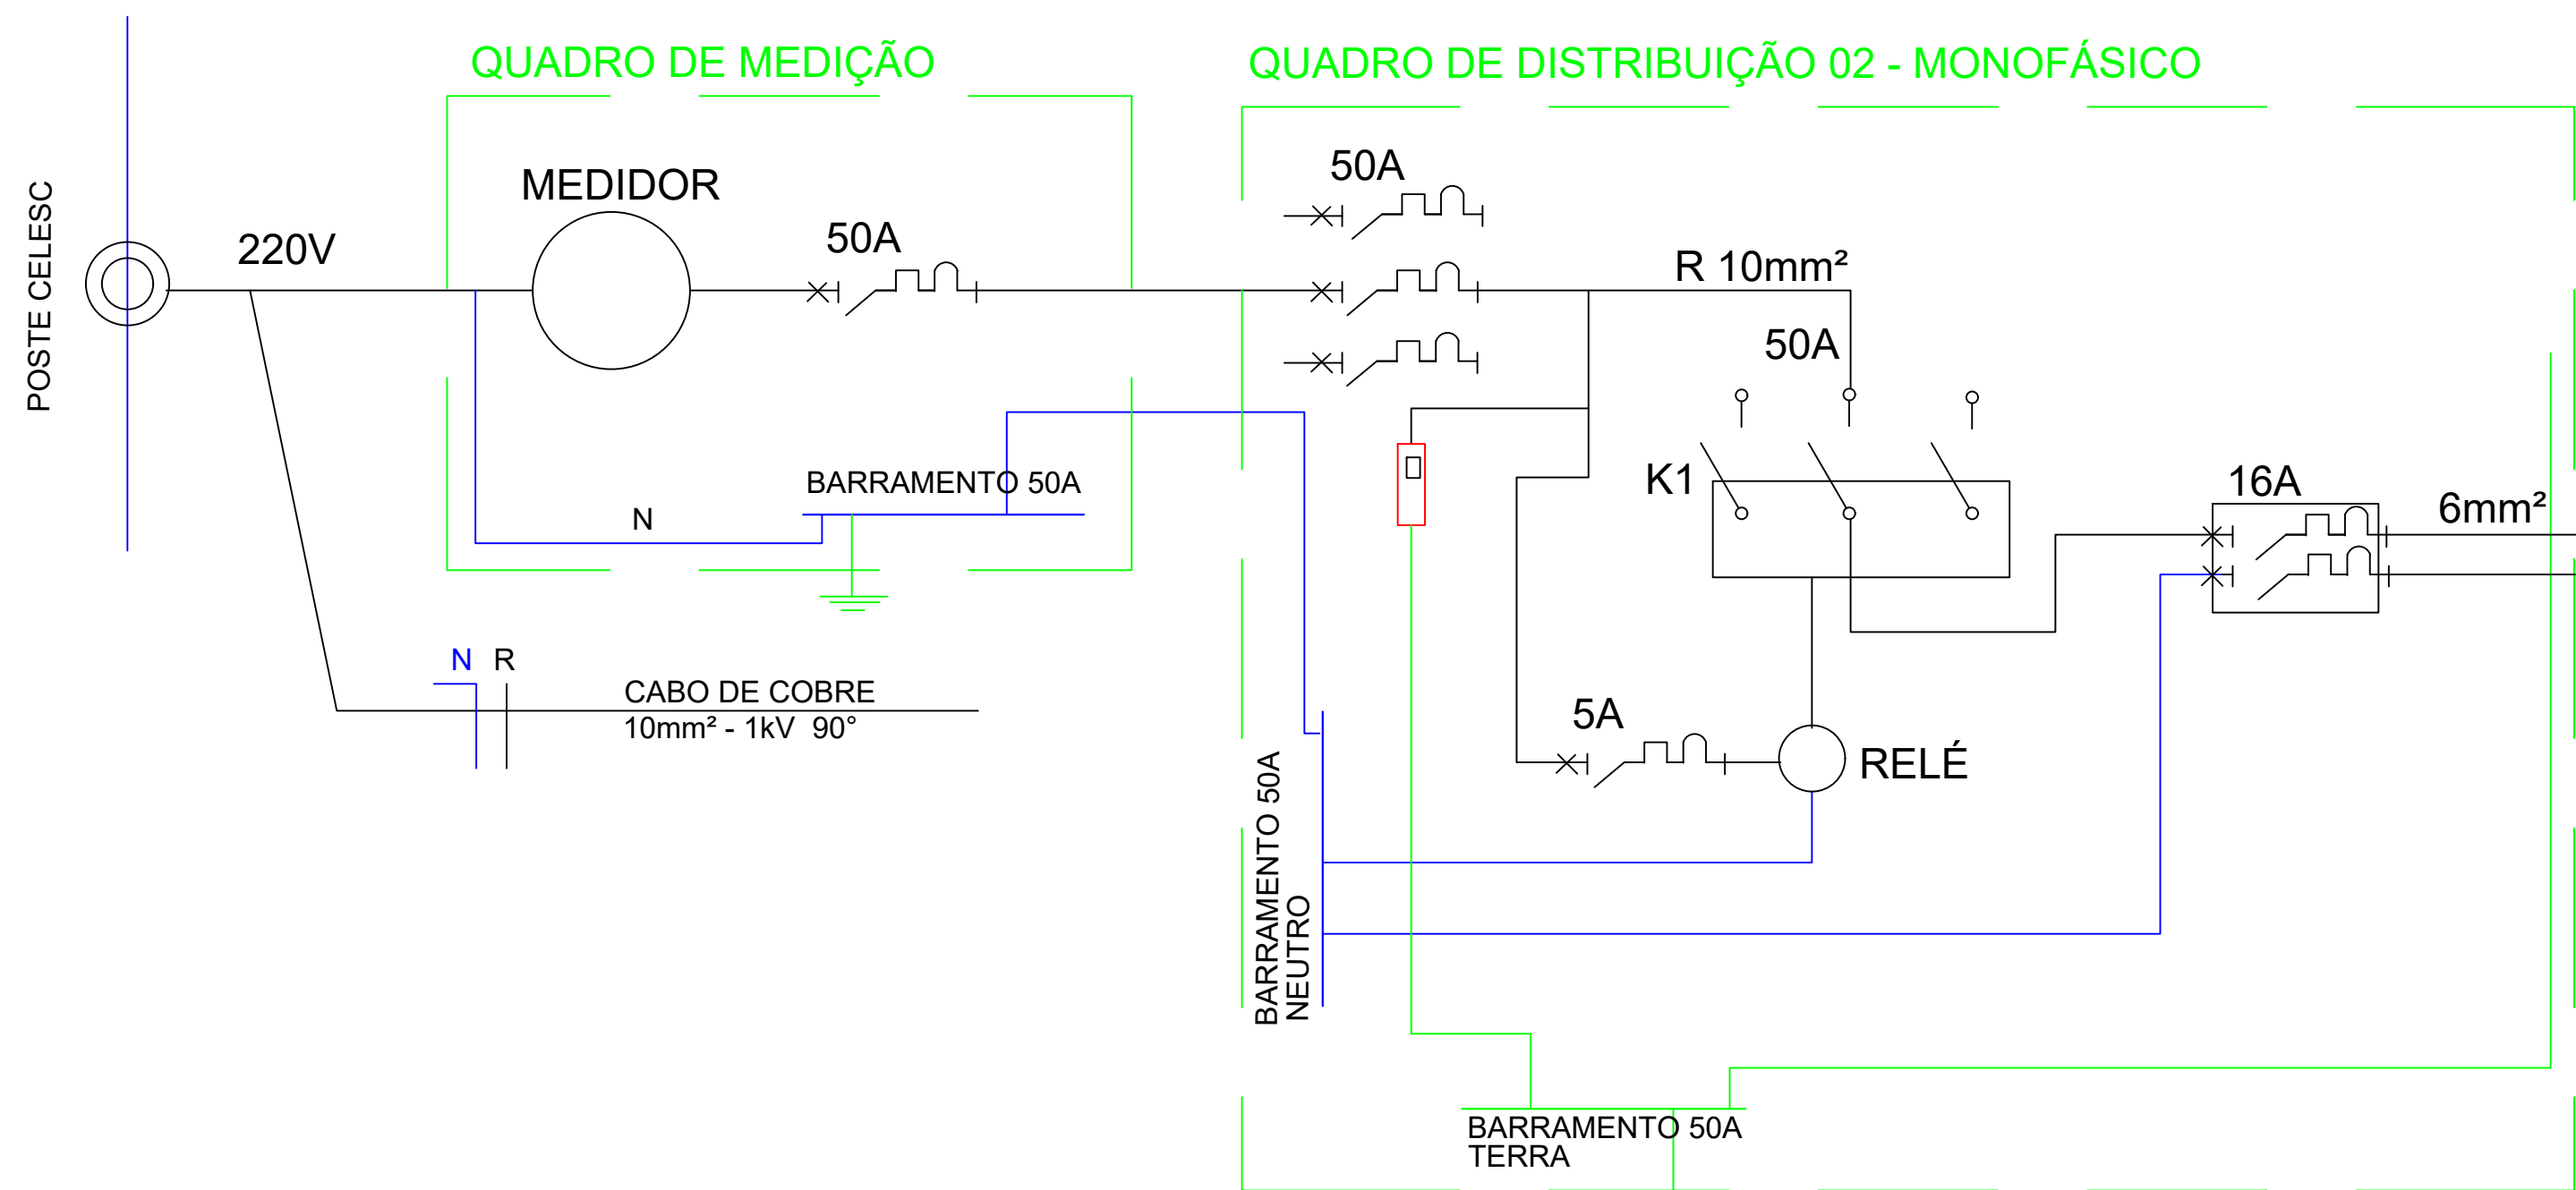 QUADRO DE MEDIÇÃO
QUADRO DE DISTRIBUIÇÃO 02 - MONOFÁSICO
POSTE CELESC
220V
MEDIDOR
50A
50A
R 10mm²
50A
K1
16A
6mm²
BARRAMENTO 50A
N
N R
CABO DE COBRE
10mm² - 1kV 90°
5A
RELÉ
BARRAMENTO 50A
NEUTRO
BARRAMENTO 50A
TERRA